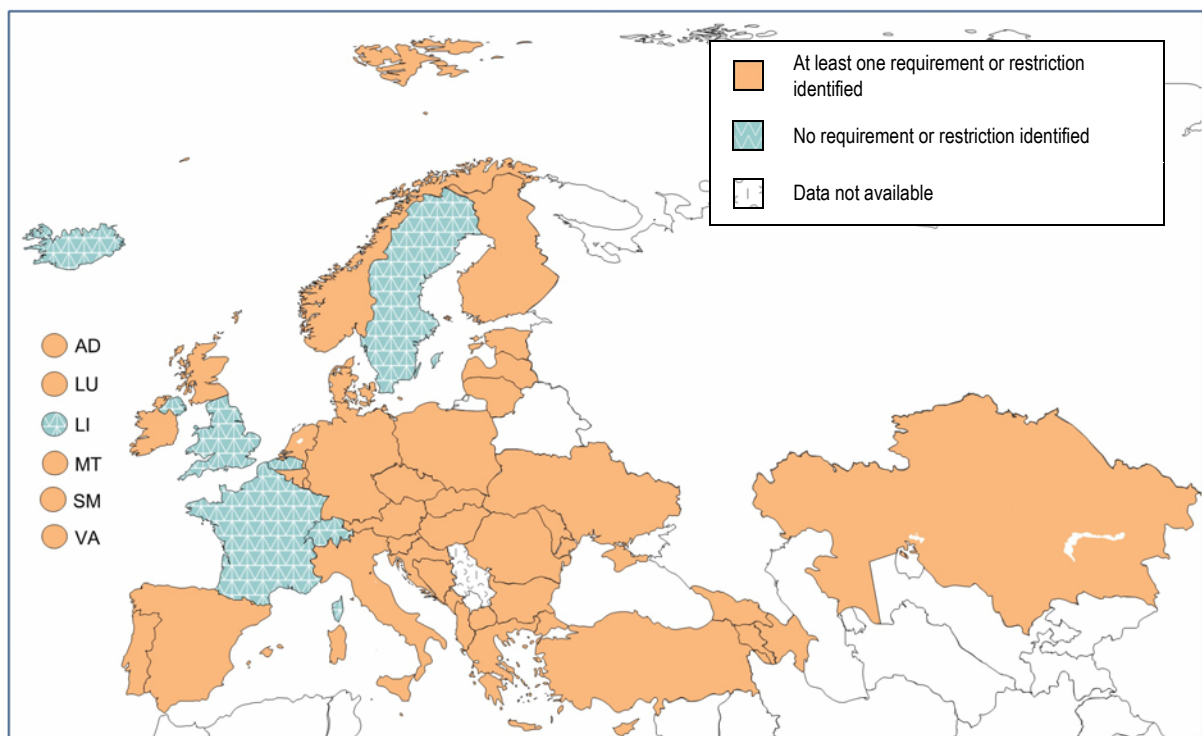 At least one requirement or restriction
identified
No requirement or restriction identified
Data not available
AD
LU
LI
MT
SM
VA